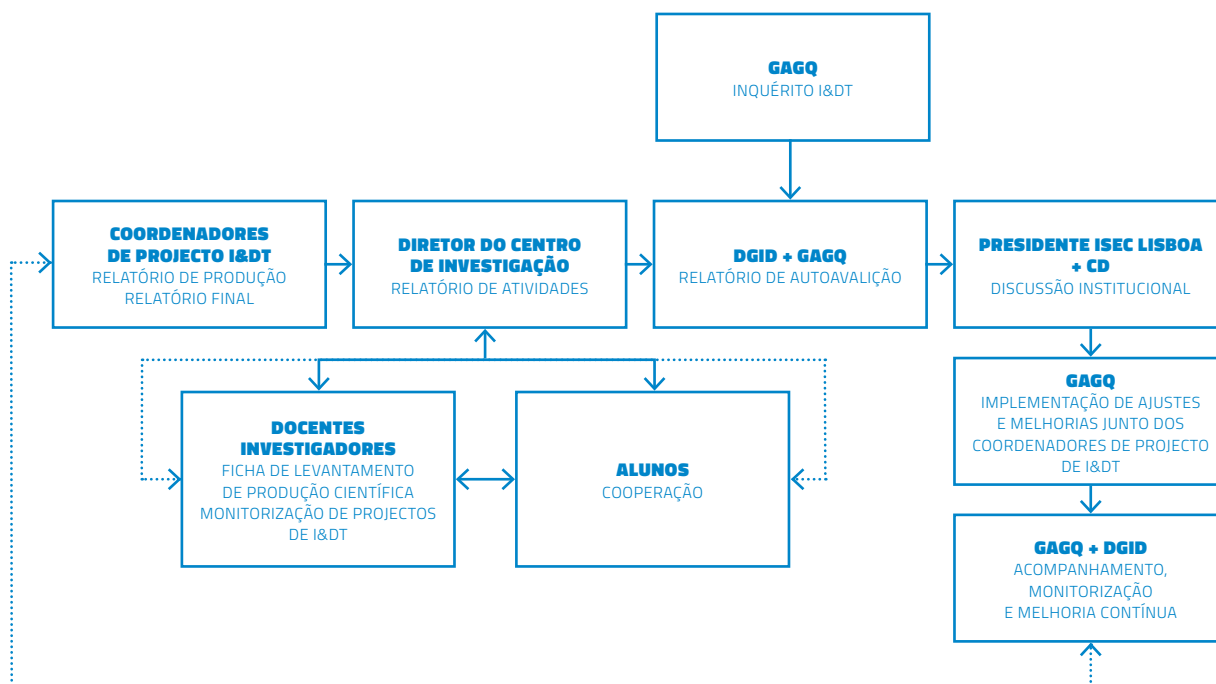 GAGQ
INQUÉRITO I&DT
COORDENADORES
DE PROJECTO I&DT
RELATÓRIO DE PRODUÇÃO
RELATÓRIO FINAL
DIRETOR DO CENTRO
DE INVESTIGAÇÃO
RELATÓRIO DE ATIVIDADES
DGID + GAGQ
RELATÓRIO DE AUTOAVALIÇÃO
PRESIDENTE ISEC LISBOA
+ CD
DISCUSSÃO INSTITUCIONAL
DOCENTES
INVESTIGADORES
FICHA DE LEVANTAMENTO
DE PRODUÇÃO CIENTÍFICA
MONITORIZAÇÃO DE PROJECTOS
DE I&DT
ALUNOS
COOPERAÇÃO
GAGQ
IMPLEMENTAÇÃO DE AJUSTES
E MELHORIAS JUNTO DOS
COORDENADORES DE PROJECTO
DE I&DT
GAGQ + DGID
ACOMPANHAMENTO,
MONITORIZAÇÃO
E MELHORIA CONTÍNUA